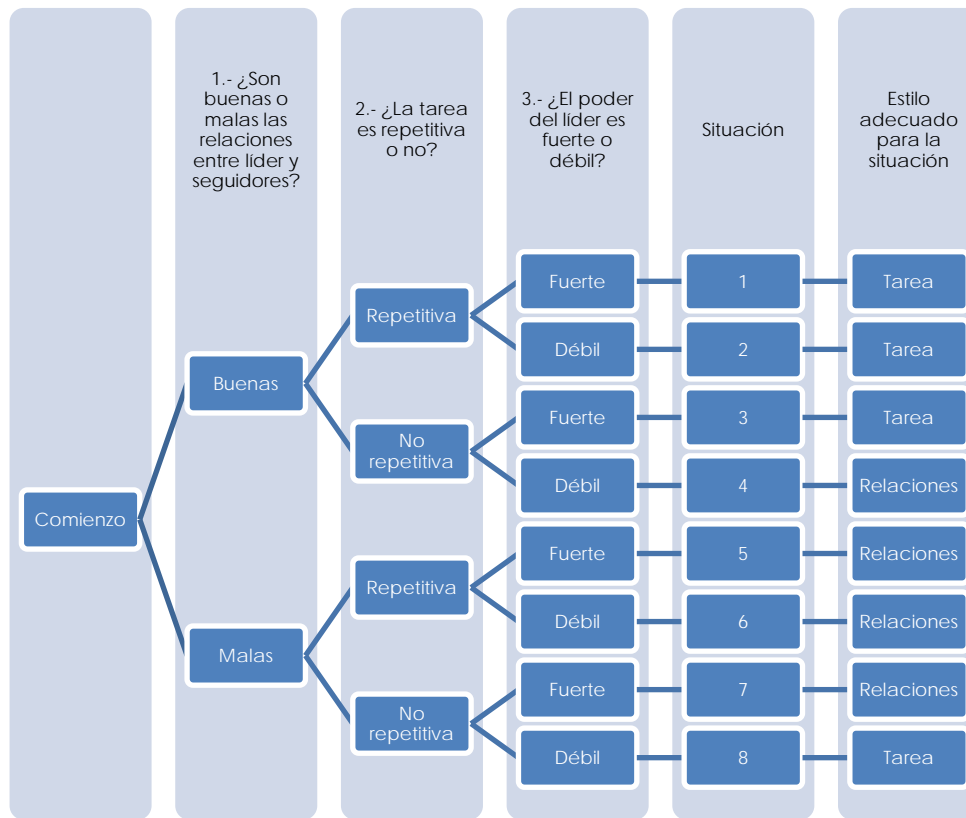 1.- ¿Son
buenas o
malas las
relaciones
entre líder y
seguidores?
2.- ¿La tarea
es repetitiva
o no?
3.- ¿El poder
del líder es
fuerte o
débil?
Situación
Estilo
adecuado
para la
situación
Comienzo
Buenas
Malas
Repetitiva
No
repetitiva
Repetitiva
No
repetitiva
Fuerte
1
Tarea
Débil
2
Tarea
Fuerte
3
Tarea
Débil
4
Relaciones
Fuerte
5
Relaciones
Débil
6
Relaciones
Fuerte
7
Relaciones
Débil
8
Tarea